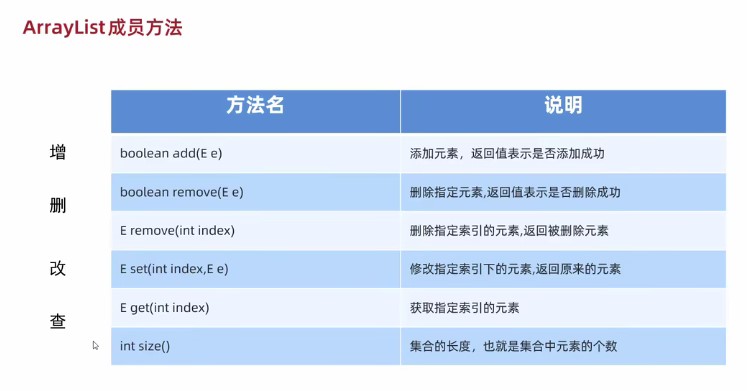 ArrayList成员方法
方法名 说明
增 boolean add(E e) 添加元素，返回值表示是否添加成功
boolean remove(E e) 删除指定元素,返回值表示是否删除成功
删
E remove(int index) 删除指定索引的元素,返回被删除元素
改 E set(int index,E e) 修改指定索引下的元素,返回原来的元素
E get(int index) 获取指定索引的元素
查
int size() 集合的长度，也就是集合中元素的个数